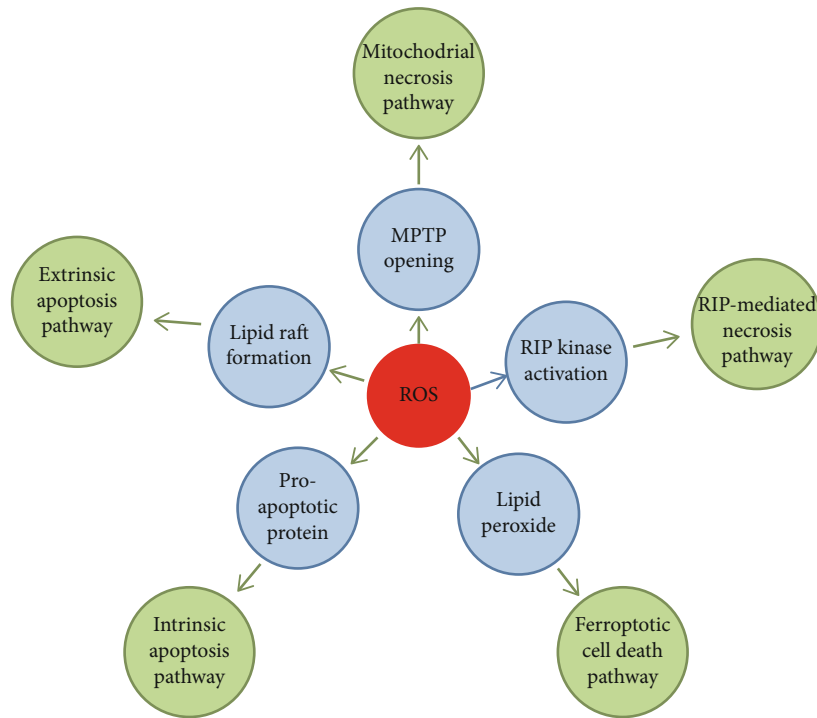 Mitochodrial
necrosis
pathway
MPTP
opening
Extrinsic
apoptosis
pathway
Lipid raft
formation
RIP kinase
activation
RIP-mediated
necrosis
pathway
ROS
Pro-
apoptotic
protein
Lipid
peroxide
Intrinsic
apoptosis
pathway
Ferroptotic
cell death
pathway